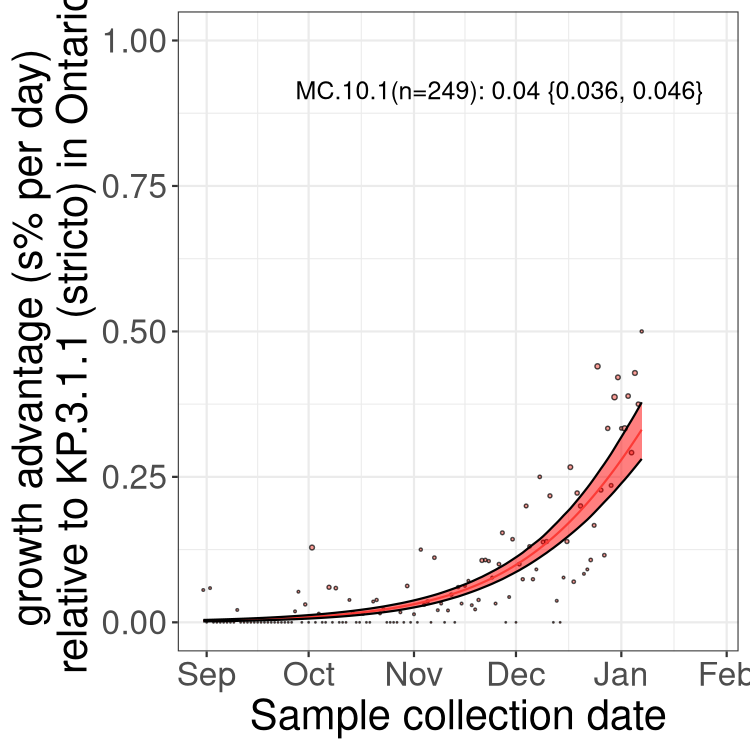 growth advantage (s% per day)
relative to KP.3.1.1 (stricto) in Ontario
1.00
0.75
0.50
0.25
0.00
MC.10.1(n=249): 0.04 {0.036, 0.046}
Sep Oct Nov Dec Jan Feb
Sample collection date